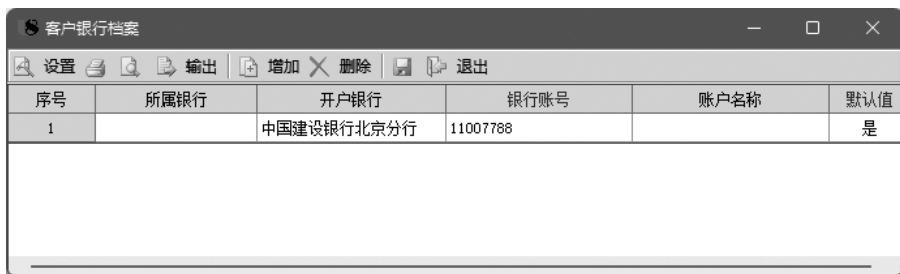 客户银行档案
设置 输出 增加 删除 退出
序号 所属银行 开户银行 银行账号 账户名称 默认值
1 中国建设银行北京分行 11007788 是